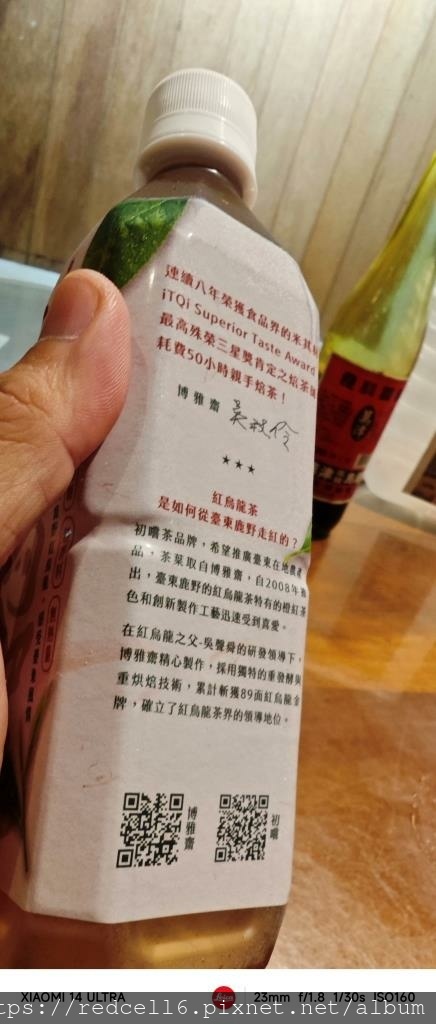 連續八年榮獲食品界的米其
iTQi Superior Taste Award
最高殊榮三星獎肯定之焙茶
耗費50小時親手焙茶！
博雅齋
★★★
紅烏龍茶
是如何從臺東鹿野走紅的？
初嚐茶品牌，希望推廣臺東在地農產
品，茶葉取自博雅齋，自2008年推
出，臺東鹿野的紅烏龍茶特有的橙紅茶
色和創新製作工藝迅速受到喜愛。
在紅烏龍之父-吳聲舜的研發領導下，
博雅齋精心製作，採用獨特的重發酵與
重烘焙技術，累計斬獲89面紅烏龍金
牌，確立了紅烏龍茶界的領導地位。
博雅齋
初嚐
XIAOMI 14 ULTRA
Leica
23mm f/1.8 1/30s ISO160
ps://redcell6.pixnet.net/album